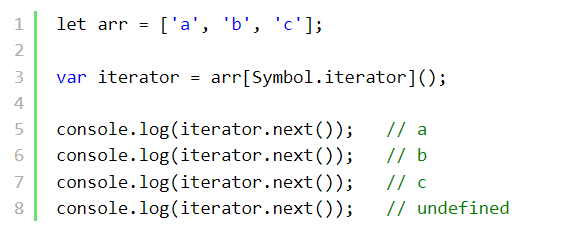 1 let arr = ['a', 'b', 'c'];
2
3 var iterator = arr[Symbol.iterator]();
4
5 console.log(iterator.next());   // a
6 console.log(iterator.next());   // b
7 console.log(iterator.next());   // c
8 console.log(iterator.next());   // undefined